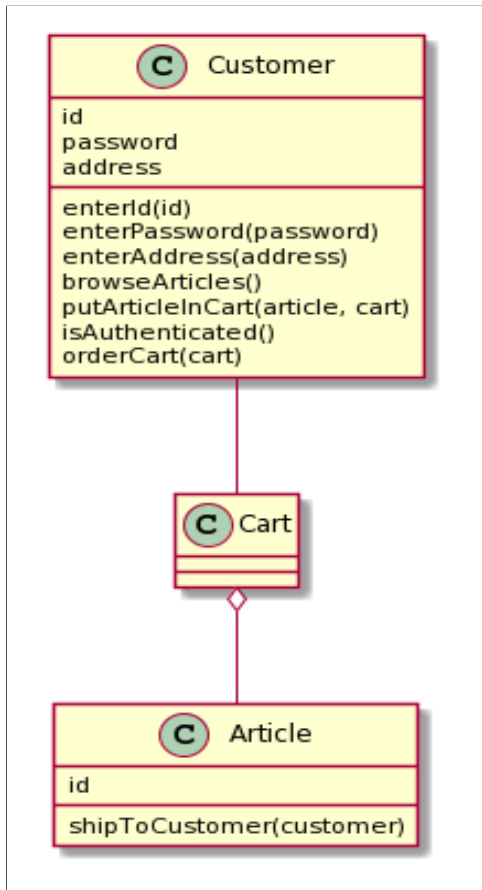 C Customer
id
password
address
enterId(id)
enterPassword(password)
enterAddress(address)
browseArticles()
putArticleInCart(article, cart)
isAuthenticated()
orderCart(cart)
C Cart
C Article
id
shipToCustomer(customer)